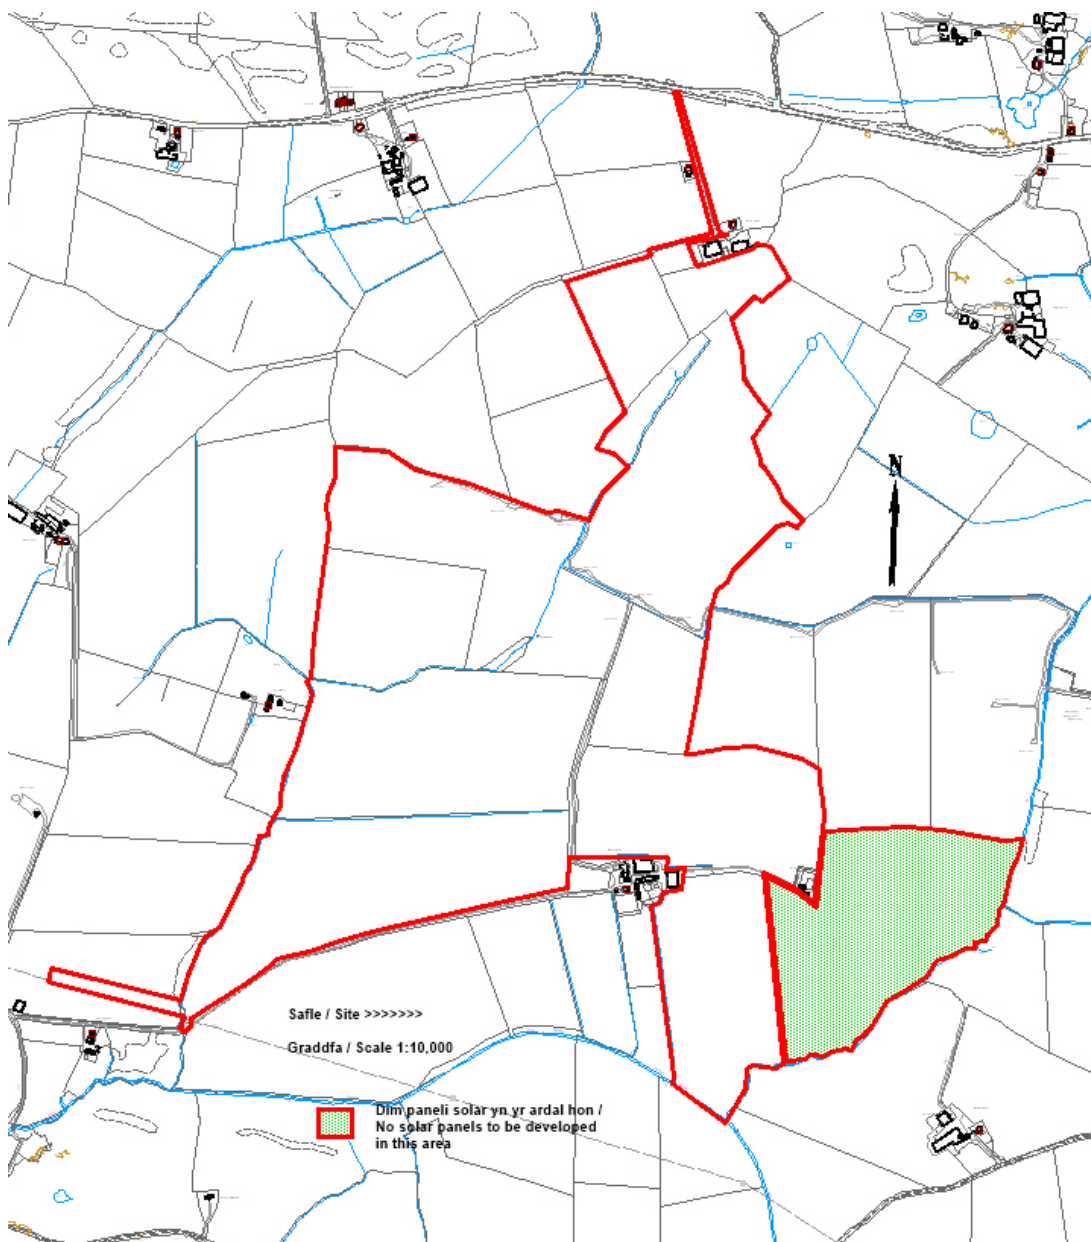 N
Safle / Site >>>>>>>
Graddfa / Scale 1:10,000
Dim paneli solar yn yr ardal hon /
No solar panels to be developed
in this area